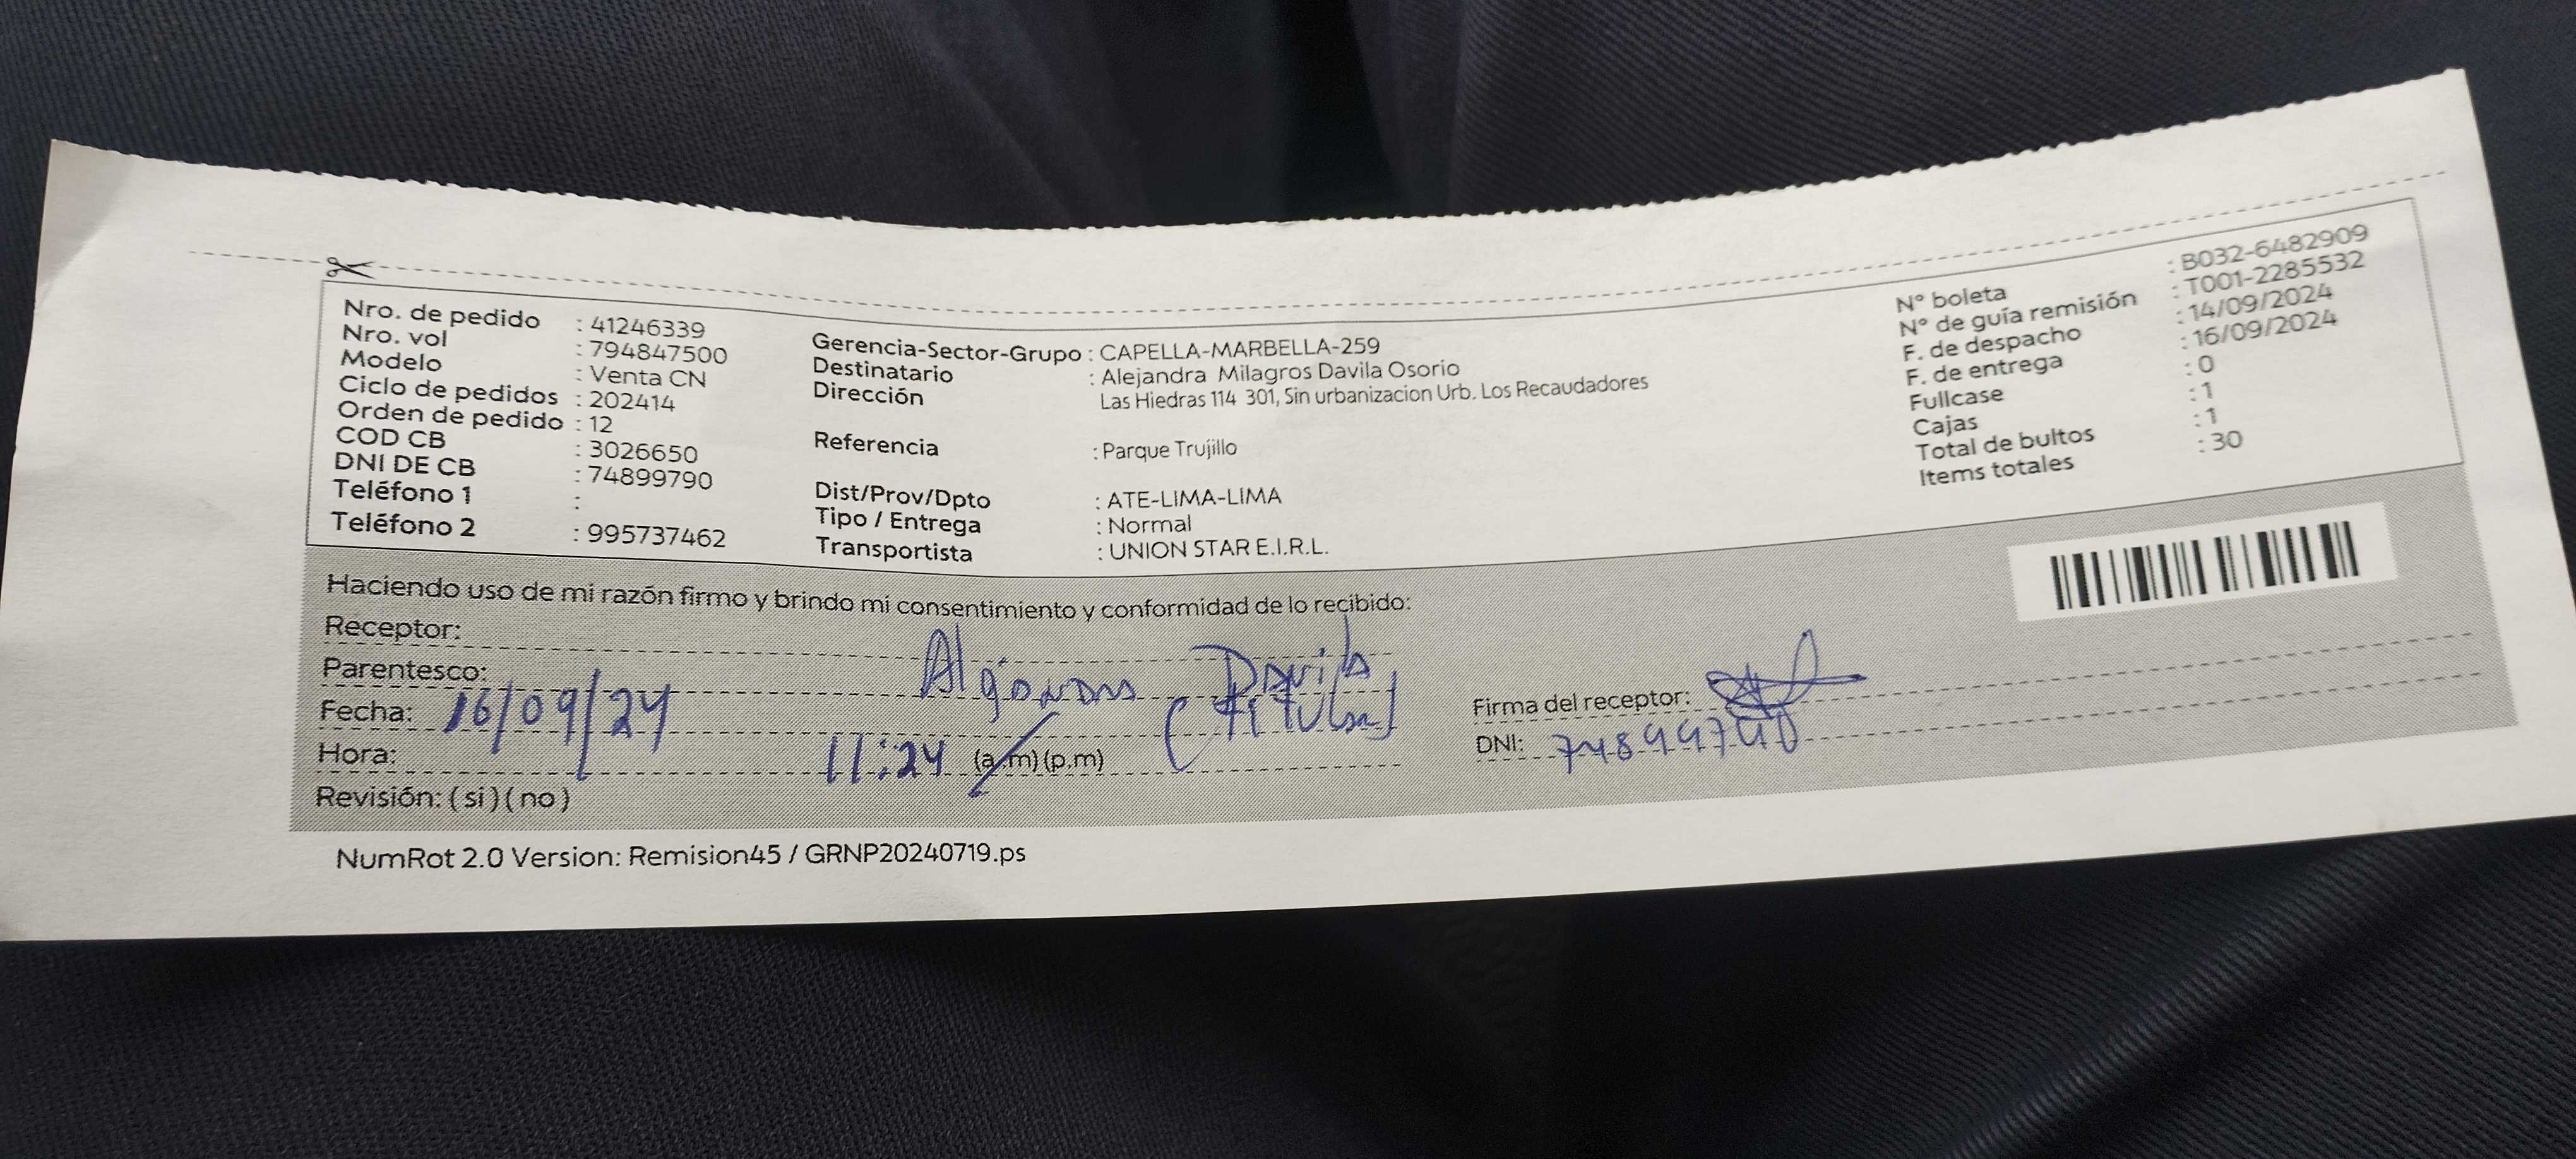 Nro. de pedido : 41246339
Nro. vol : 794847500
Modelo : Venta CN
Ciclo de pedidos : 202414
Orden de pedido : 12
COD CB : 3026650
DNI DE CB : 74899790
Teléfono 1 :
Teléfono 2 : 995737462
Gerencia-Sector-Grupo : CAPELLA-MARBELLA-259
Destinatario : Alejandra Milagros Davila Osorio
Dirección Las Hiedras 114 301, Sin urbanizacion Urb. Los Recaudadores
Referencia : Parque Trujillo
Dist/Prov/Dpto : ATE-LIMA-LIMA
Tipo / Entrega : Normal
Transportista : UNION STAR E.I.R.L.
N° boleta : B032-6482909
N° de guía remisión : T001-2285532
F. de despacho : 14/09/2024
F. de entrega : 16/09/2024
Fullcase : 0
Cajas : 1
Total de bultos : 1
Items totales : 30
Haciendo uso de mi razón firmo y brindo mi consentimiento y conformidad de lo recibido:
Receptor: Davila
Parentesco: (Titular)
Fecha: 16/09/24
Hora: 11:24 (a.m) (p.m)
Revisión: ( si ) ( no )
Firma del receptor:
DNI:
NumRot 2.0 Version: Remision45 / GRNP20240719.ps